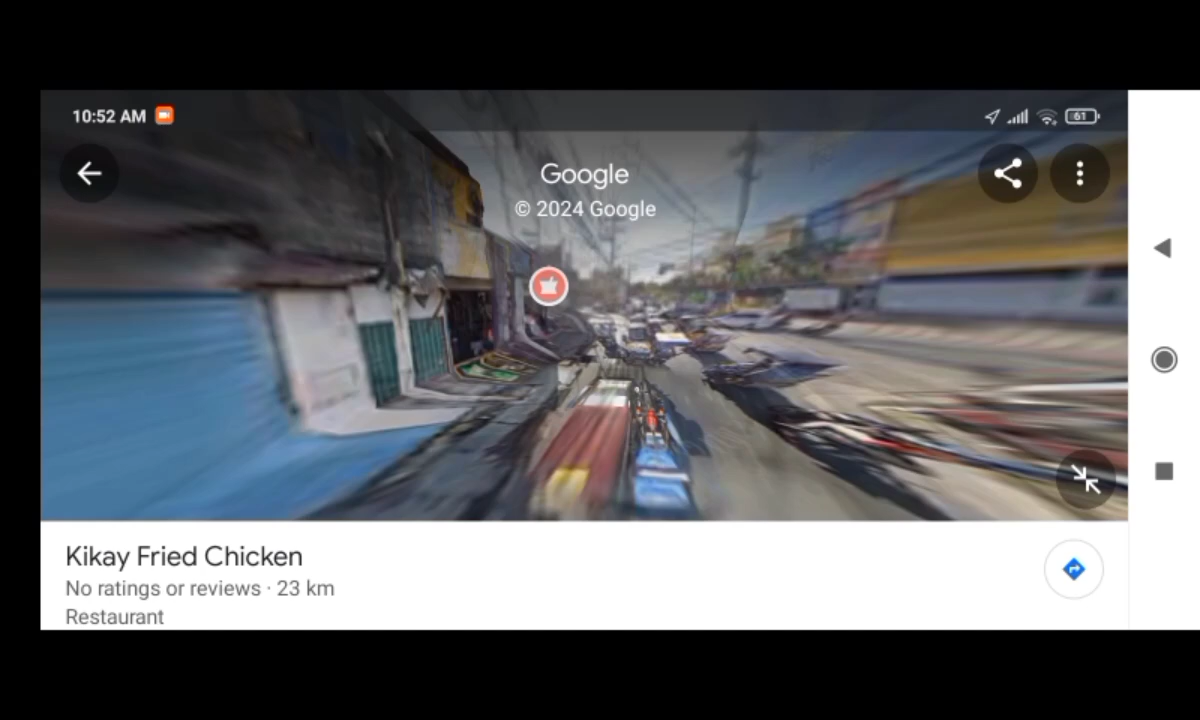 10:52 AM
61
Google
© 2024 Google
Kikay Fried Chicken
No ratings or reviews · 23 km
Restaurant